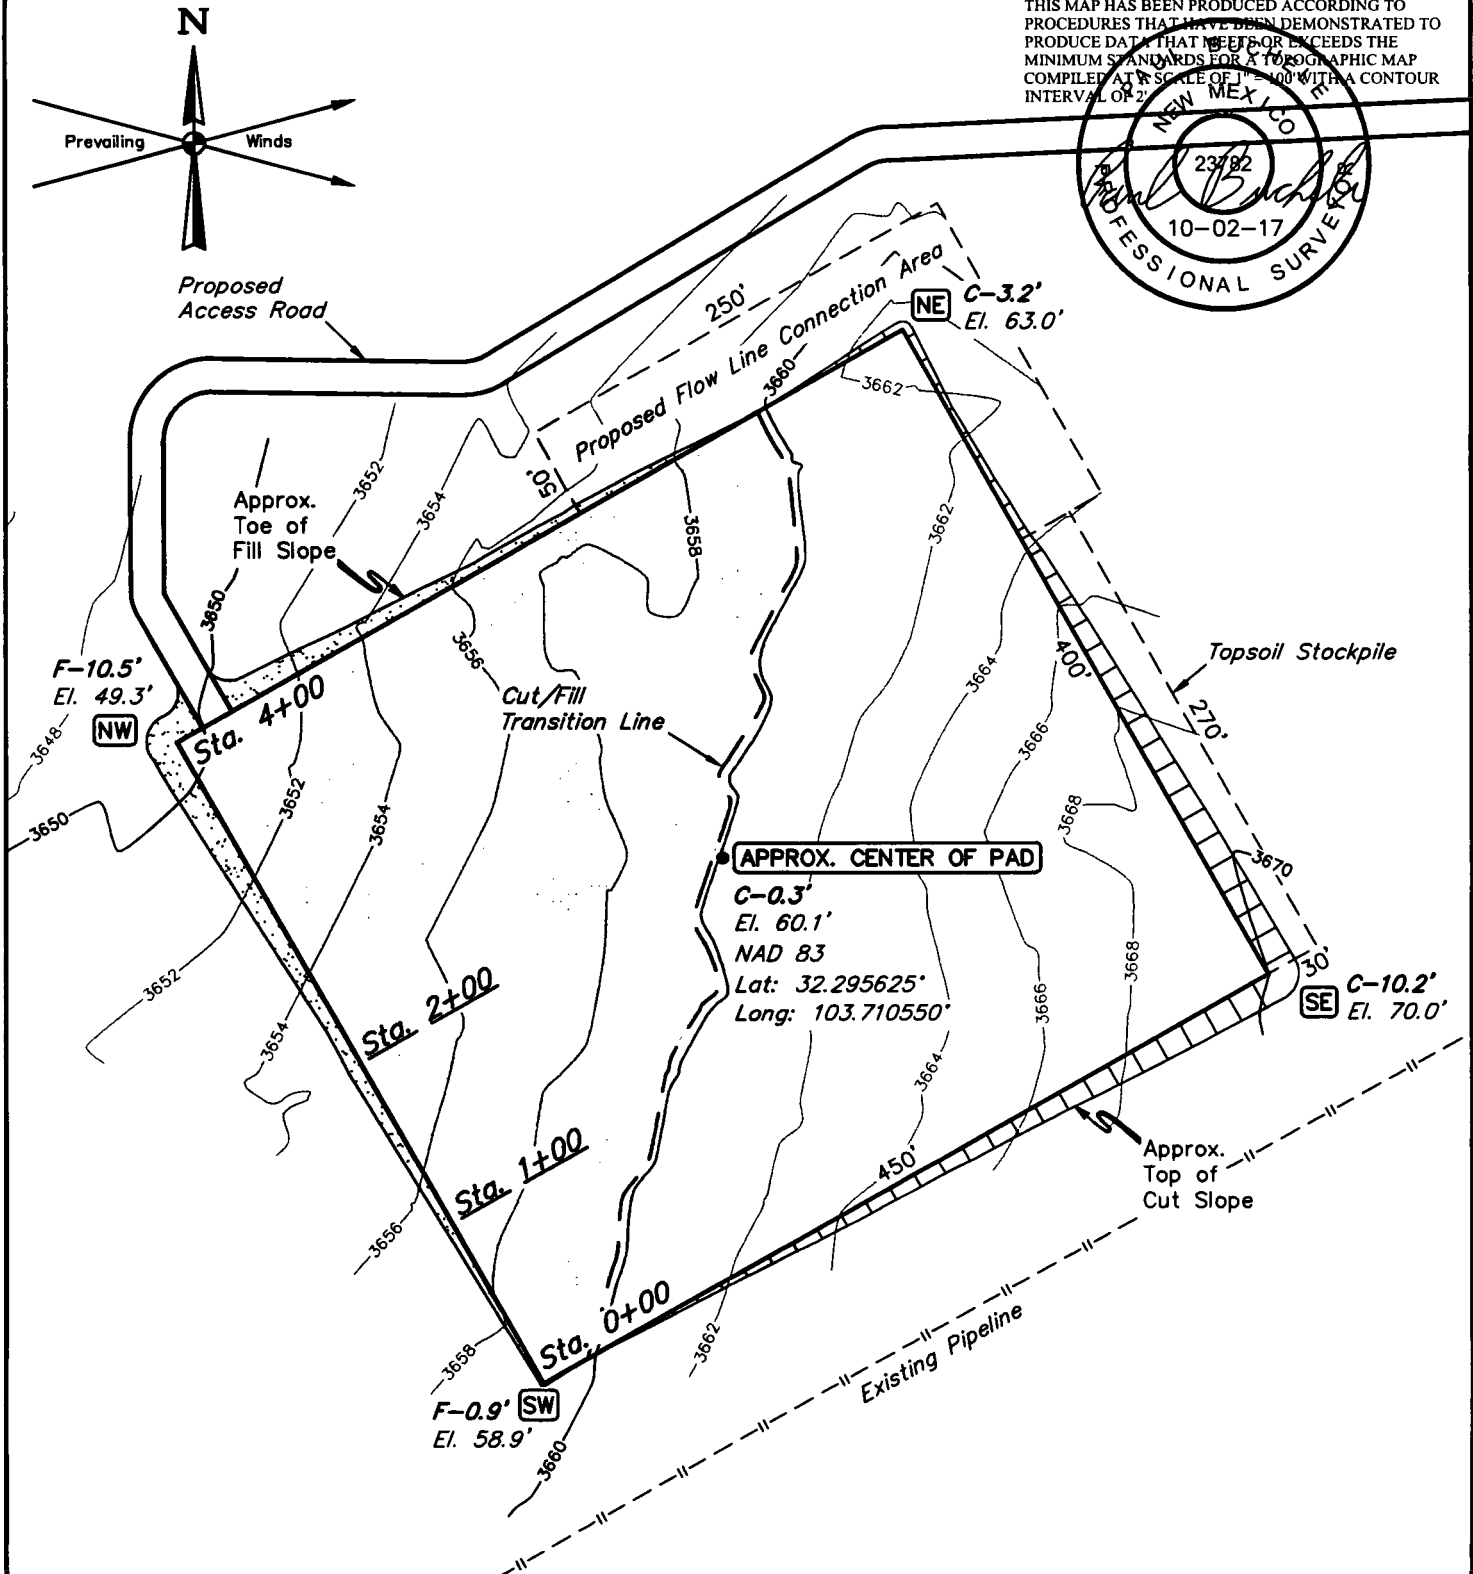 THIS MAP HAS BEEN PRODUCED ACCORDING TO
PROCEDURES THAT HAVE BEEN DEMONSTRATED TO
PRODUCE DATA THAT MEETS OR EXCEEDS THE
MINIMUM STANDARDS FOR A TOPOGRAPHIC MAP
COMPILED AT A SCALE OF 1" = 100' WITH A CONTOUR
INTERVAL OF 2'.
PAUL BUCHELE
NEW MEXICO
23782
10-02-17
PROFESSIONAL SURVEYOR
N
Prevailing Winds
Proposed
Access Road
250'
Proposed Flow Line Connection Area
50'
NE
C-3.2'
El. 63.0'
3660
3662
3652
3654
Approx.
Toe of
Fill Slope
3658
3662
3650
3656
3664
400'
Topsoil Stockpile
F-10.5'
El. 49.3'
NW
Sta. 4+00
Cut/Fill
Transition Line
270'
3648
3666
3652
3654
3668
3650
APPROX. CENTER OF PAD
C-0.3'
El. 60.1'
NAD 83
Lat: 32.295625°
Long: 103.710550°
3670
3668
30'
SE
C-10.2'
El. 70.0'
3652
Sta. 2+00
3654
3666
3664
Sta. 1+00
450'
Approx.
Top of
Cut Slope
3656
Sta. 0+00
3658
3662
F-0.9'
SW
El. 58.9'
3660
Existing Pipeline